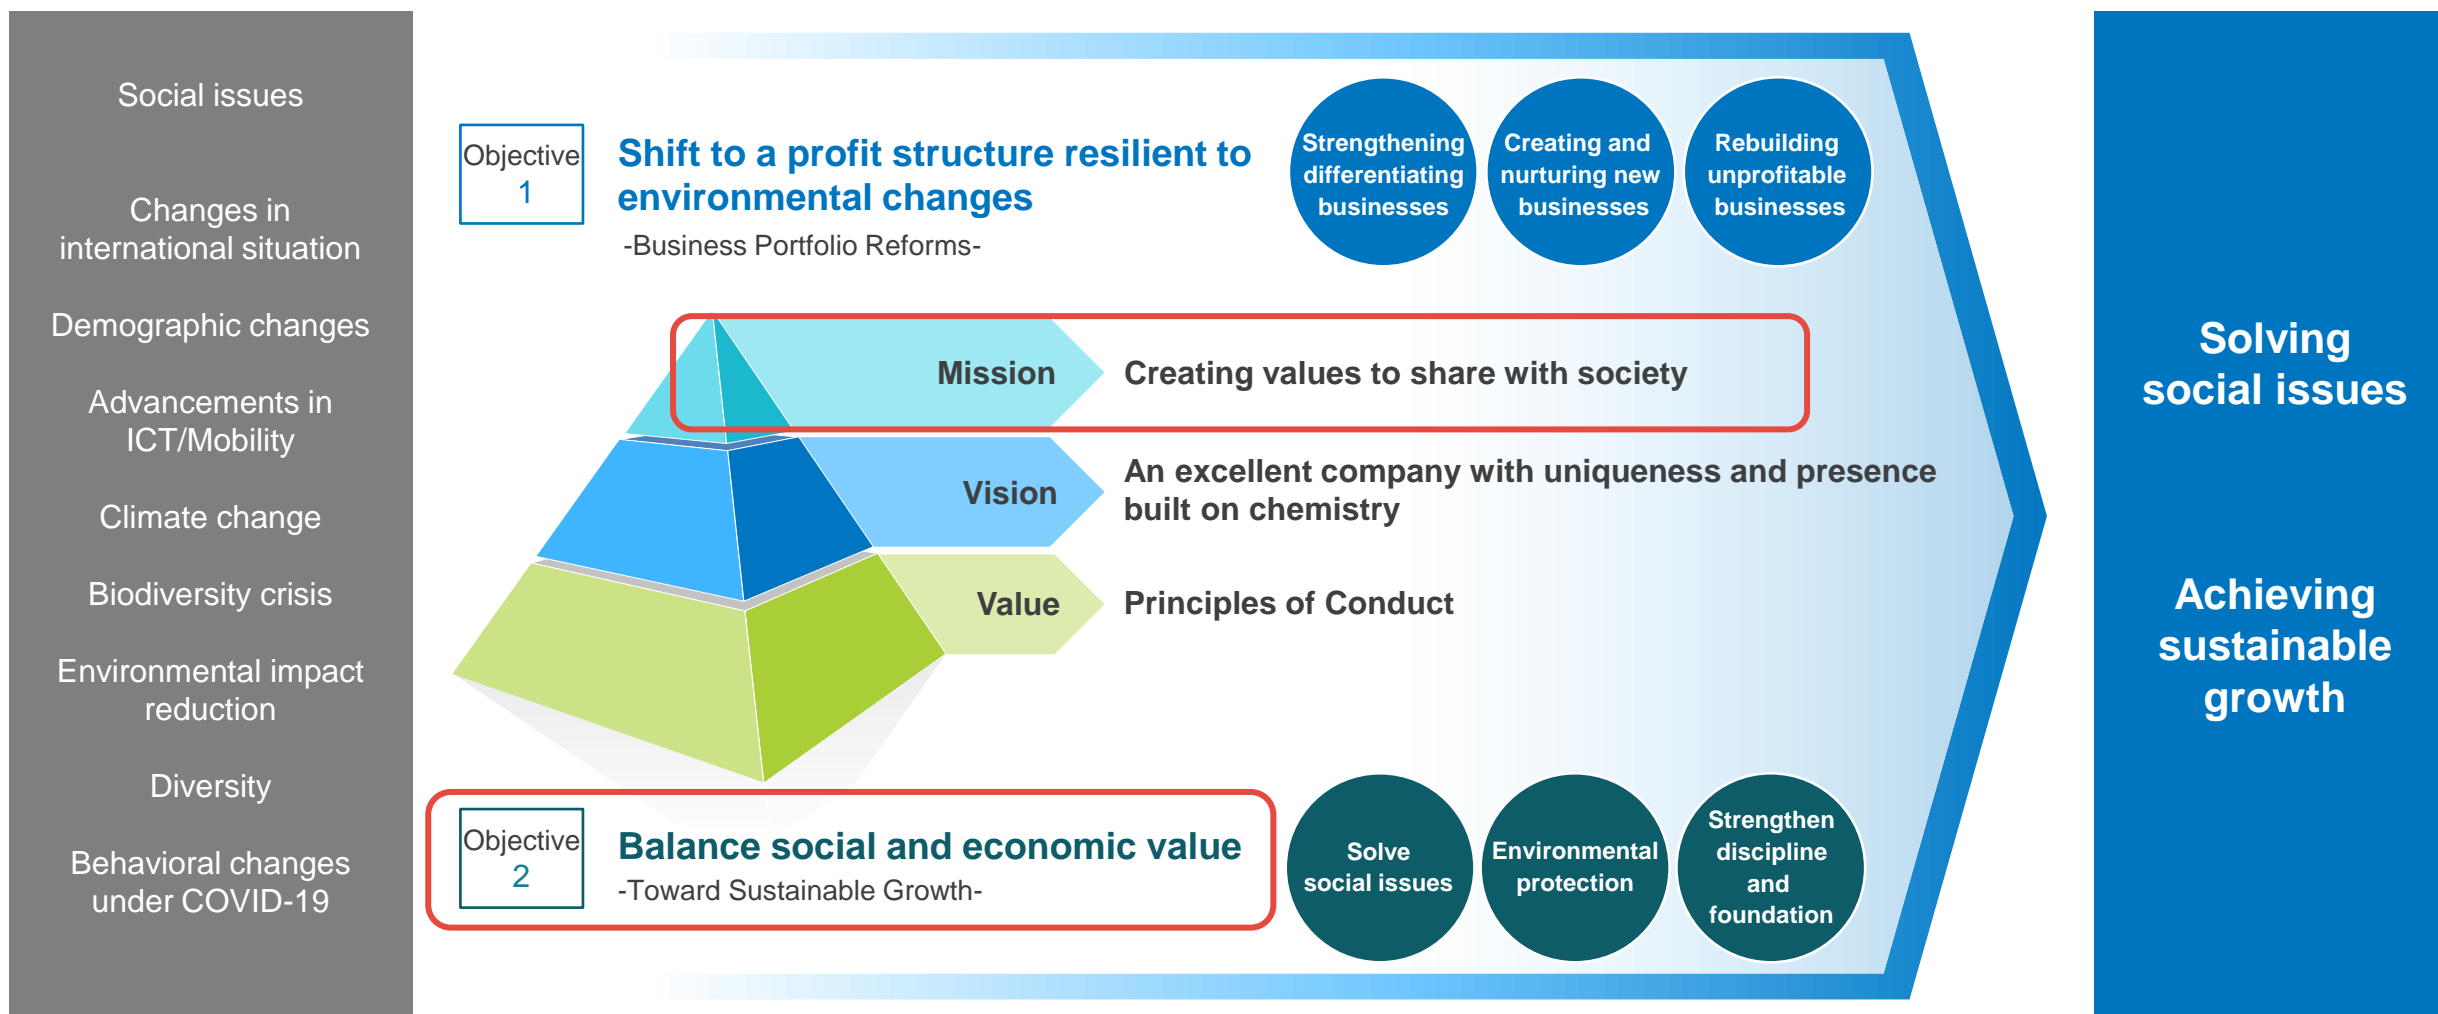 Social issues
Changes in
international situation
Demographic changes
Advancements in
ICT/Mobility
Climate change
Biodiversity crisis
Environmental impact
reduction
Diversity
Behavioral changes
under COVID-19
Objective
1
Shift to a profit structure resilient to
environmental changes
-Business Portfolio Reforms-
Strengthening
differentiating
businesses
Creating and
nurturing new
businesses
Rebuilding
unprofitable
businesses
Mission
Creating values to share with society
Vision
An excellent company with uniqueness and presence
built on chemistry
Value
Principles of Conduct
Objective
2
Balance social and economic value
-Toward Sustainable Growth-
Solve
social issues
Environmental
protection
Strengthen
discipline
and
foundation
Solving
social issues
Achieving
sustainable
growth